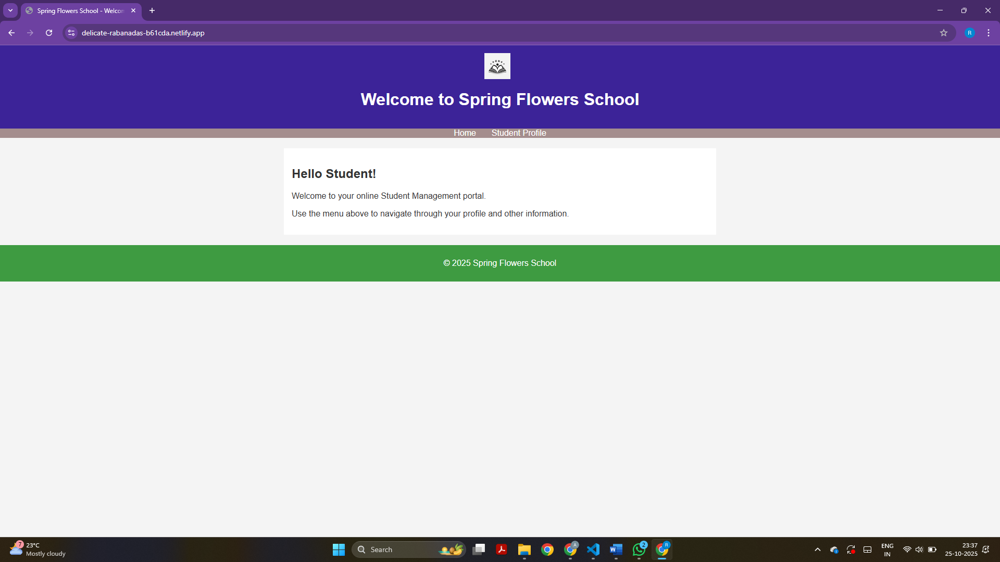 Spring Flowers School - Welcon
delicate-rabanadas-b61cda.netlify.app
R
Welcome to Spring Flowers School
Home Student Profile
Hello Student!
Welcome to your online Student Management portal.
Use the menu above to navigate through your profile and other information.
© 2025 Spring Flowers School
7
23°C
Mostly cloudy
Search
A
W
2
R
ENG
IN
23:37
25-10-2025